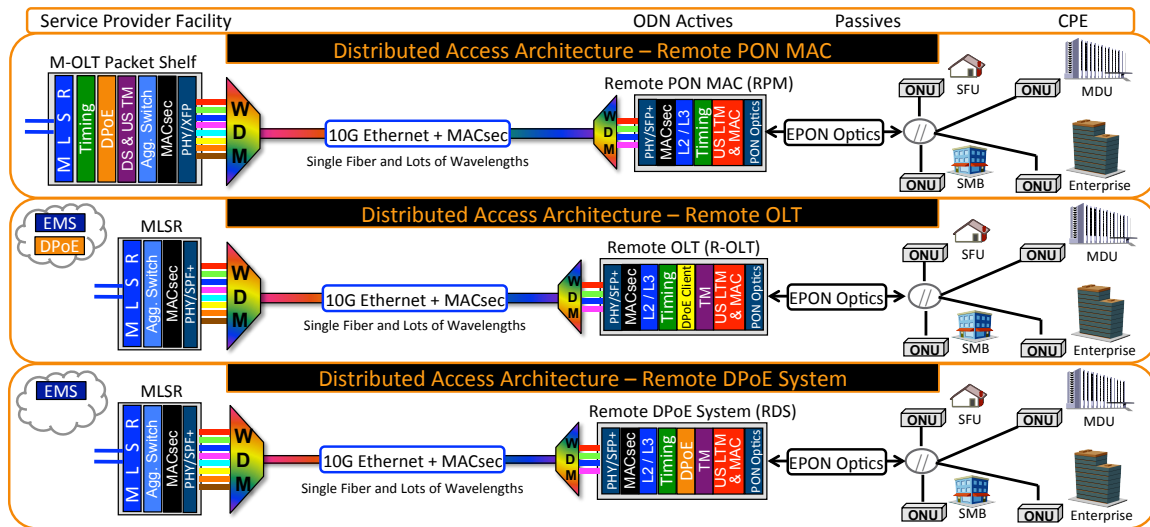 Service Provider Facility
ODN Actives
Passives
CPE
Distributed Access Architecture – Remote PON MAC
M-OLT Packet Shelf
M L S R
Timing
DPoE
DS & US TM
Agg. Switch
MACsec
PHY/XFP
W D M
10G Ethernet + MACsec
Single Fiber and Lots of Wavelengths
W D M
Remote PON MAC (RPM)
PHY/SFP+
MACsec
L2 / L3
Timing
US LTM
& MAC
PON Optics
EPON Optics
ONU
SFU
ONU
MDU
ONU
SMB
ONU
Enterprise
Distributed Access Architecture – Remote OLT
EMS
DPoE
MLSR
M L S R
Agg. Switch
MACsec
PHY/SPF+
W D M
10G Ethernet + MACsec
Single Fiber and Lots of Wavelengths
W D M
Remote OLT (R-OLT)
PHY/SFP+
MACsec
L2 / L3
Timing
DPoE Client
TM
US LTM
& MAC
PON Optics
EPON Optics
ONU
SFU
ONU
MDU
ONU
SMB
ONU
Enterprise
Distributed Access Architecture – Remote DPoE System
EMS
MLSR
M L S R
Agg. Switch
MACsec
PHY/SPF+
W D M
10G Ethernet + MACsec
Single Fiber and Lots of Wavelengths
W D M
Remote DPoE System (RDS)
PHY/SFP+
MACsec
L2 / L3
Timing
DPoE
TM
US LTM
& MAC
PON Optics
EPON Optics
ONU
SFU
ONU
MDU
ONU
SMB
ONU
Enterprise